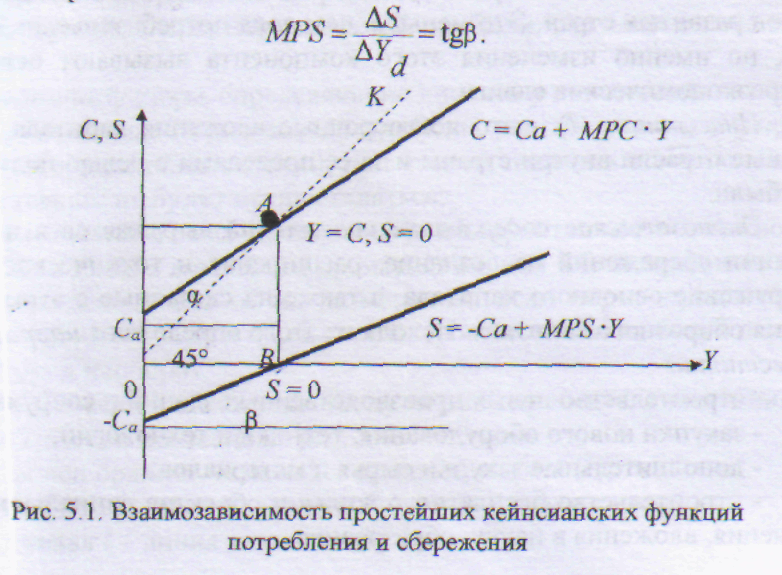 MPS = ΔS / ΔY_d = tgβ.
K
C, S
C = Ca + MPC · Y
A
Y = C, S = 0
α
C_a
S = -Ca + MPS · Y
45°
B
Y
0
S = 0
-C_a
β
Рис. 5.1. Взаимозависимость простейших кейнсианских функций
потребления и сбережения